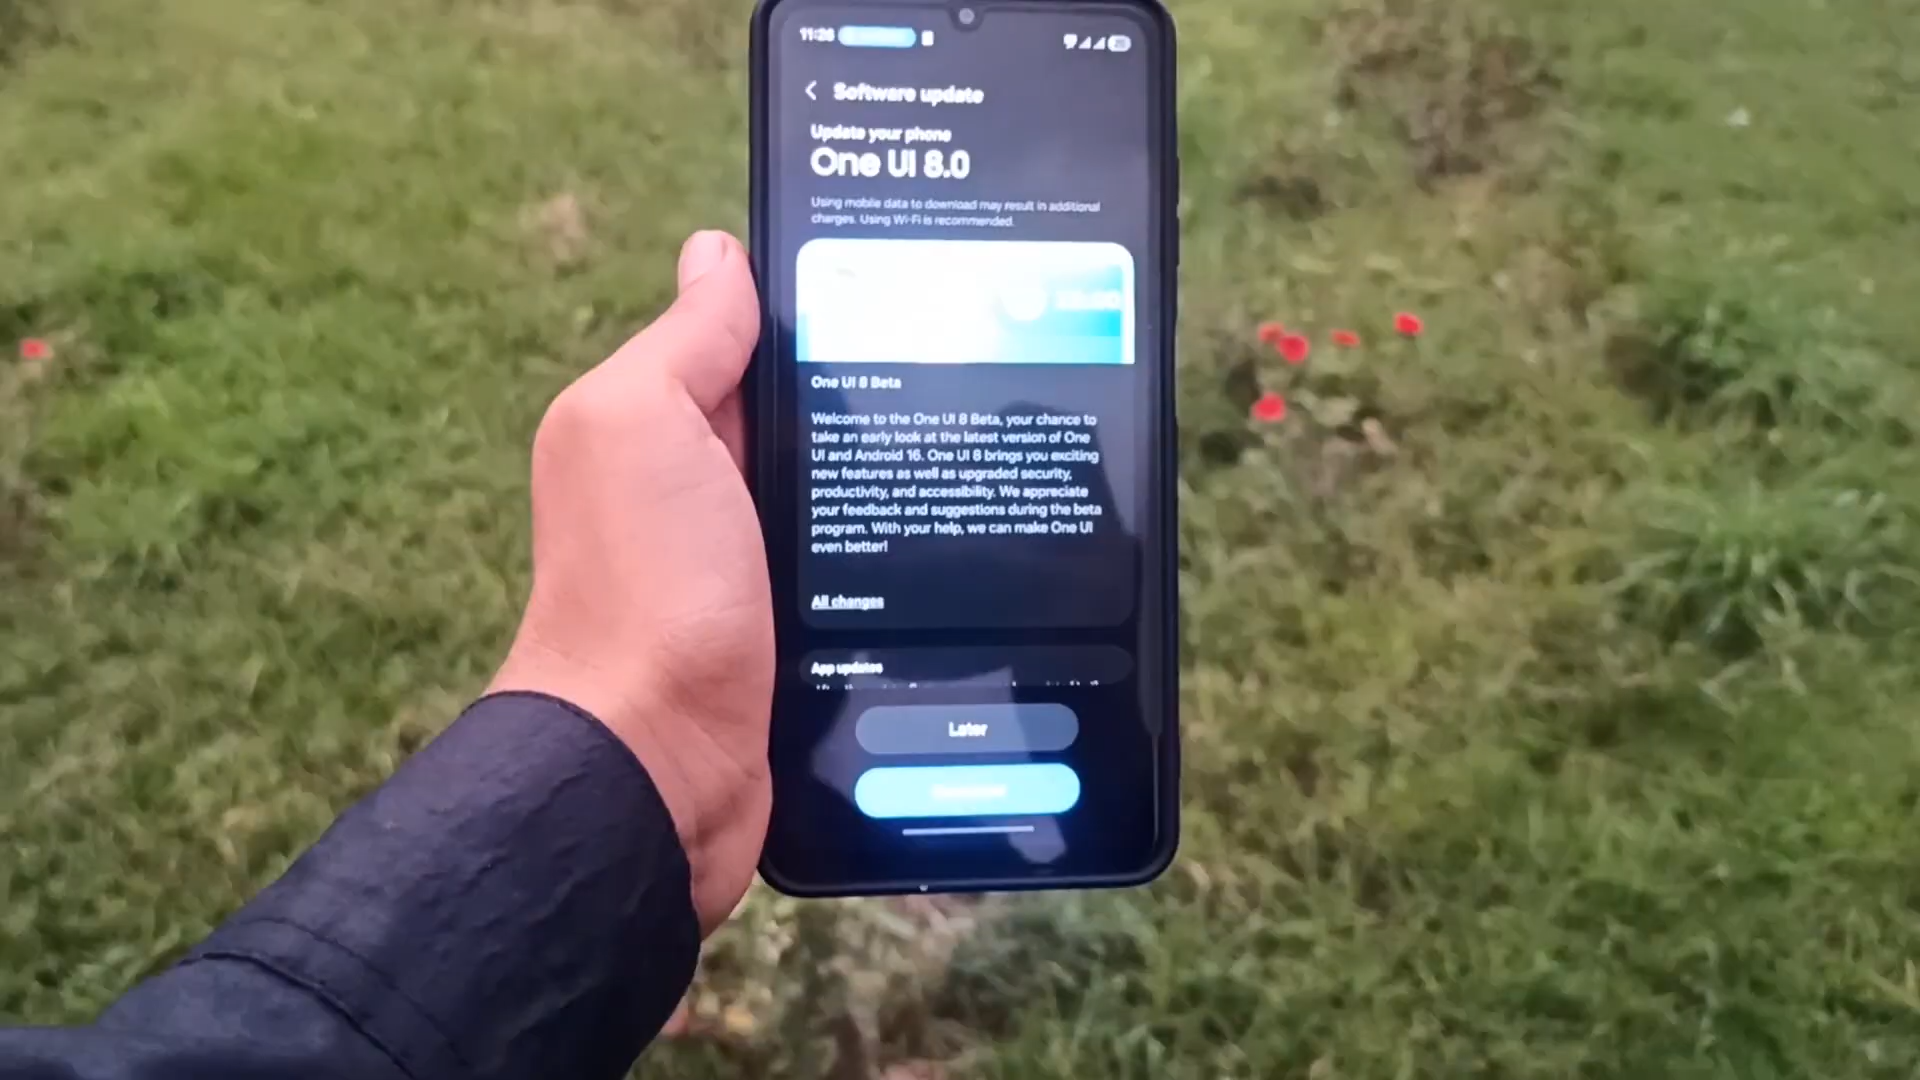 11:26
Software update
Update your phone
One UI 8.0
Using mobile data to download may result in additional
charges. Using Wi-Fi is recommended.
One UI 8 Beta
Welcome to the One UI 8 Beta, your chance to
take an early look at the latest version of One
UI and Android 16. One UI 8 brings you exciting
new features as well as upgraded security,
productivity, and accessibility. We appreciate
your feedback and suggestions during the beta
program. With your help, we can make One UI
even better!
All changes
App updates
Later